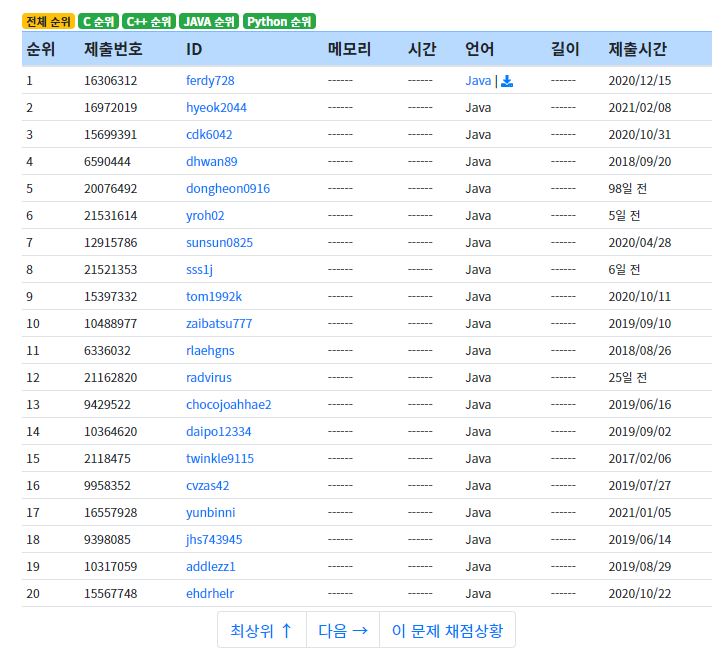 전체 순위 C 순위 C++ 순위 JAVA 순위 Python 순위
순위 제출번호 ID 메모리 시간 언어 길이 제출시간
1 16306312 ferdy728 ------ ------ Java | ------ 2020/12/15
2 16972019 hyeok2044 ------ ------ Java ------ 2021/02/08
3 15699391 cdk6042 ------ ------ Java ------ 2020/10/31
4 6590444 dhwan89 ------ ------ Java ------ 2018/09/20
5 20076492 dongheon0916 ------ ------ Java ------ 98일 전
6 21531614 yroh02 ------ ------ Java ------ 5일 전
7 12915786 sunsun0825 ------ ------ Java ------ 2020/04/28
8 21521353 sss1j ------ ------ Java ------ 6일 전
9 15397332 tom1992k ------ ------ Java ------ 2020/10/11
10 10488977 zaibatsu777 ------ ------ Java ------ 2019/09/10
11 6336032 rlaehgns ------ ------ Java ------ 2018/08/26
12 21162820 radvirus ------ ------ Java ------ 25일 전
13 9429522 chocojoahhae2 ------ ------ Java ------ 2019/06/16
14 10364620 daipo12334 ------ ------ Java ------ 2019/09/02
15 2118475 twinkle9115 ------ ------ Java ------ 2017/02/06
16 9958352 cvzas42 ------ ------ Java ------ 2019/07/27
17 16557928 yunbinni ------ ------ Java ------ 2021/01/05
18 9398085 jhs743945 ------ ------ Java ------ 2019/06/14
19 10317059 addlezz1 ------ ------ Java ------ 2019/08/29
20 15567748 ehdrhelr ------ ------ Java ------ 2020/10/22
최상위 ↑ 다음 → 이 문제 채점상황